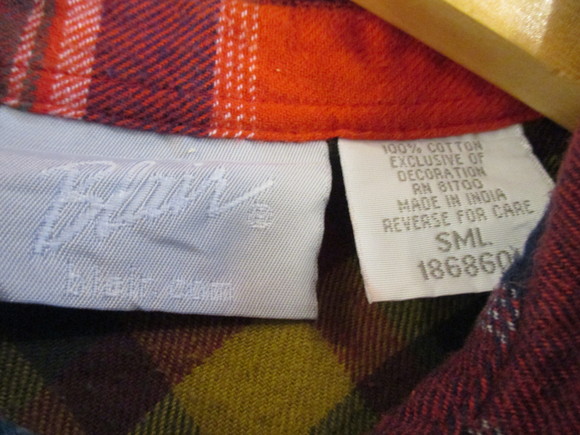 Blair®
blair.com
100% COTTON
EXCLUSIVE OF
DECORATION
RN 81700
MADE IN INDIA
REVERSE FOR CARE
SML
186860